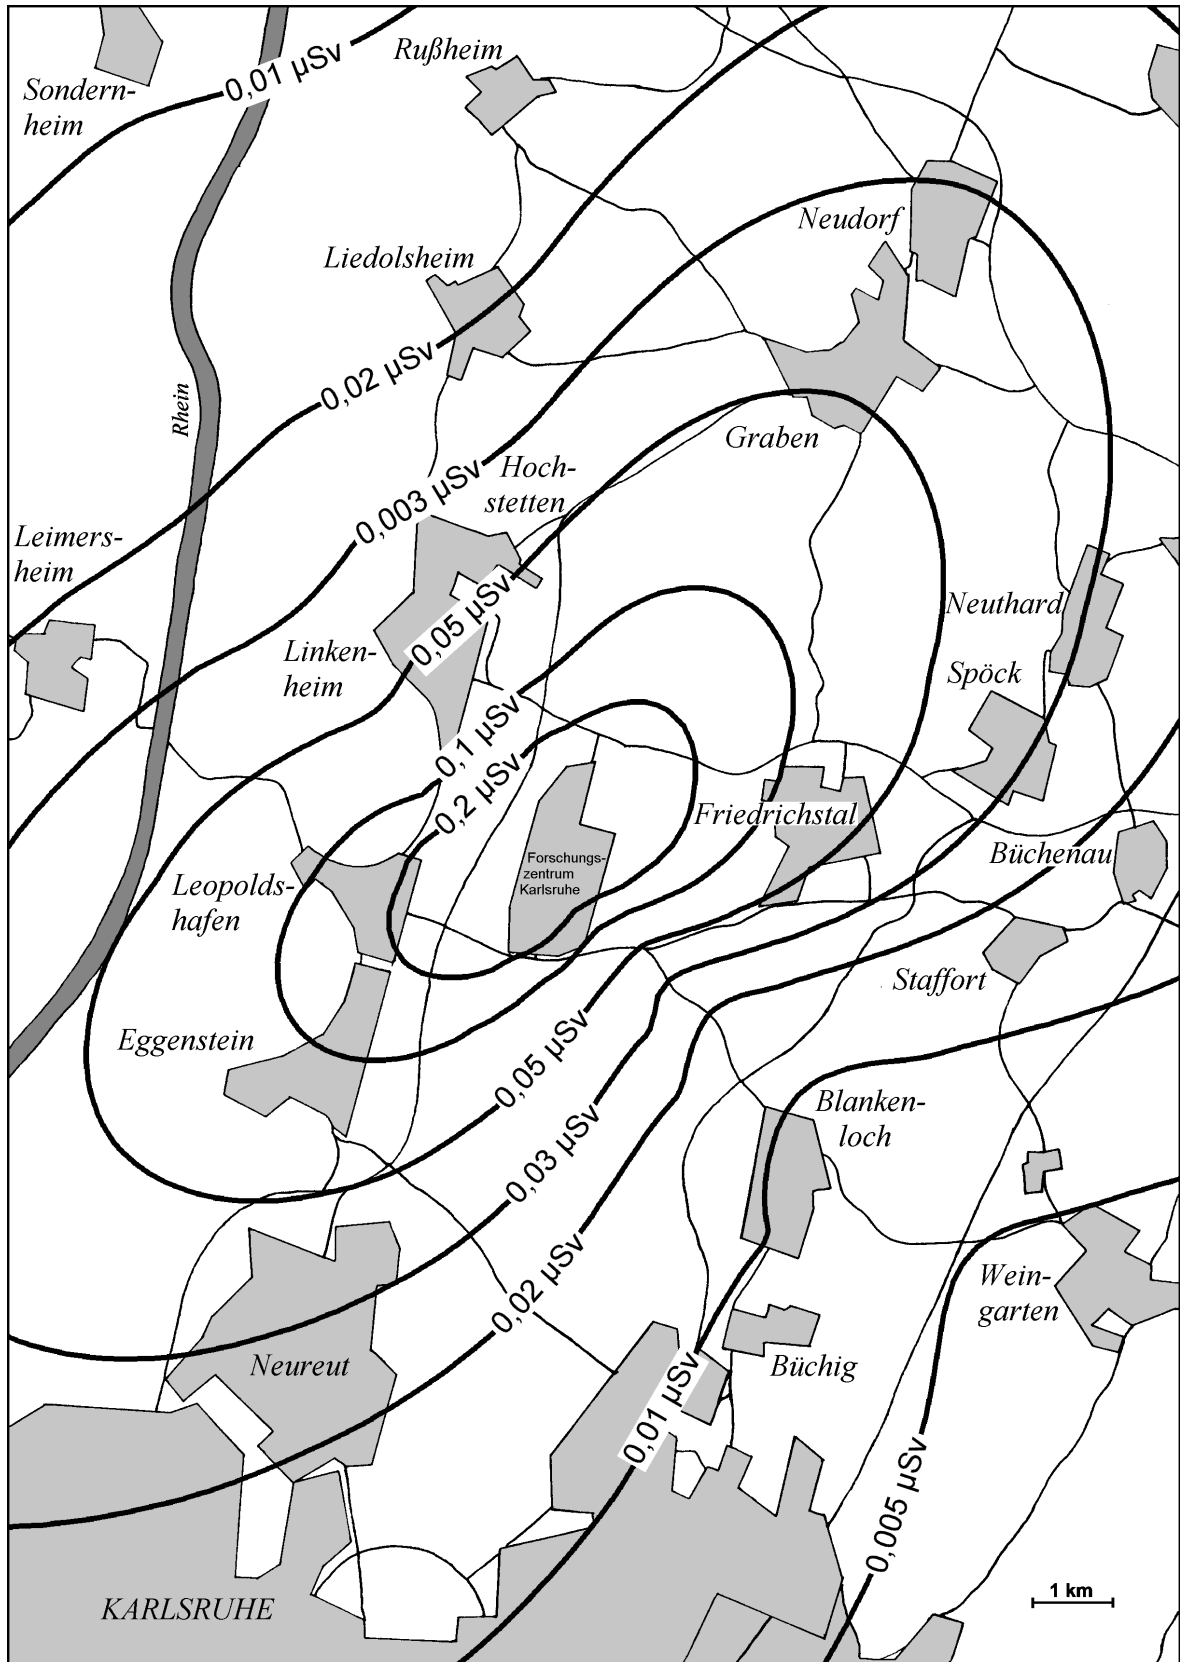 Rußheim
0,01 µSv
Sondern-
heim
Neudorf
Liedolsheim
0,02 µSv
Rhein
Graben
Hoch-
stetten
0,003 µSv
Leimers-
heim
Neuthard
0,05 µSv
Linken-
heim
Spöck
0,1 µSv
0,2 µSv
Friedrichstal
Forschungs-
zentrum
Karlsruhe
Büchenau
Leopolds-
hafen
Staffort
Eggenstein
0,05 µSv
Blanken-
loch
0,03 µSv
0,02 µSv
Wein-
garten
Neureut
Büchig
0,01 µSv
0,005 µSv
KARLSRUHE
1 km